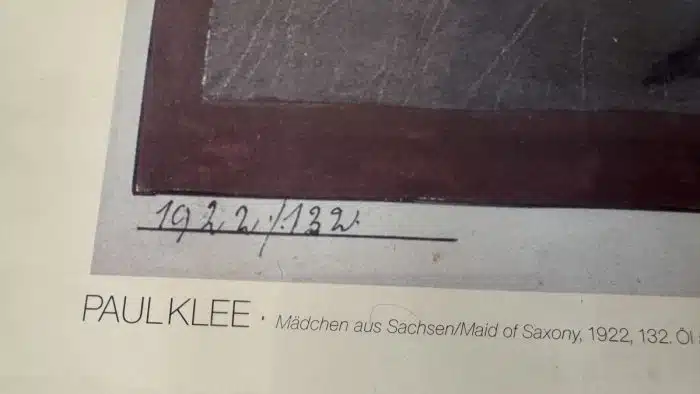 1922./.132.
PAUL KLEE · Mädchen aus Sachsen/Maid of Saxony, 1922, 132. Öl